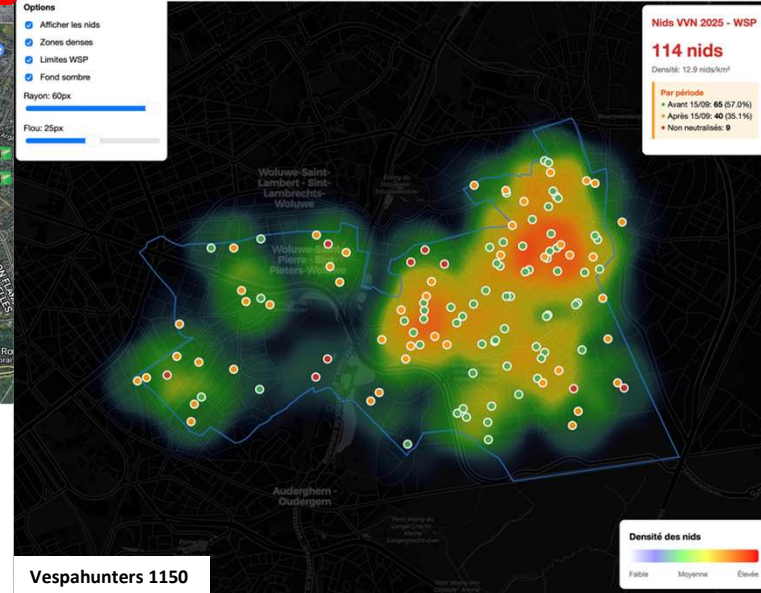 Options
Afficher les nids
Zones denses
Limites WSP
Fond sombre
Rayon: 60px
Flou: 25px
Nids VVN 2025 - WSP
114 nids
Densité: 12.9 nids/km²
Par période
Avant 15/09: 65 (57.0%)
Après 15/09: 40 (35.1%)
Non neutralisés: 9
Woluwe-Saint-
Lambert - Sint-
Lambrechts-
Woluwe
Woluwe-Saint-
Pierre - Sint-
Pieters-Woluwe
Auderghem -
Oudergem
Densité des nids
Faible
Moyenne
Élevée
Vespahunters 1150